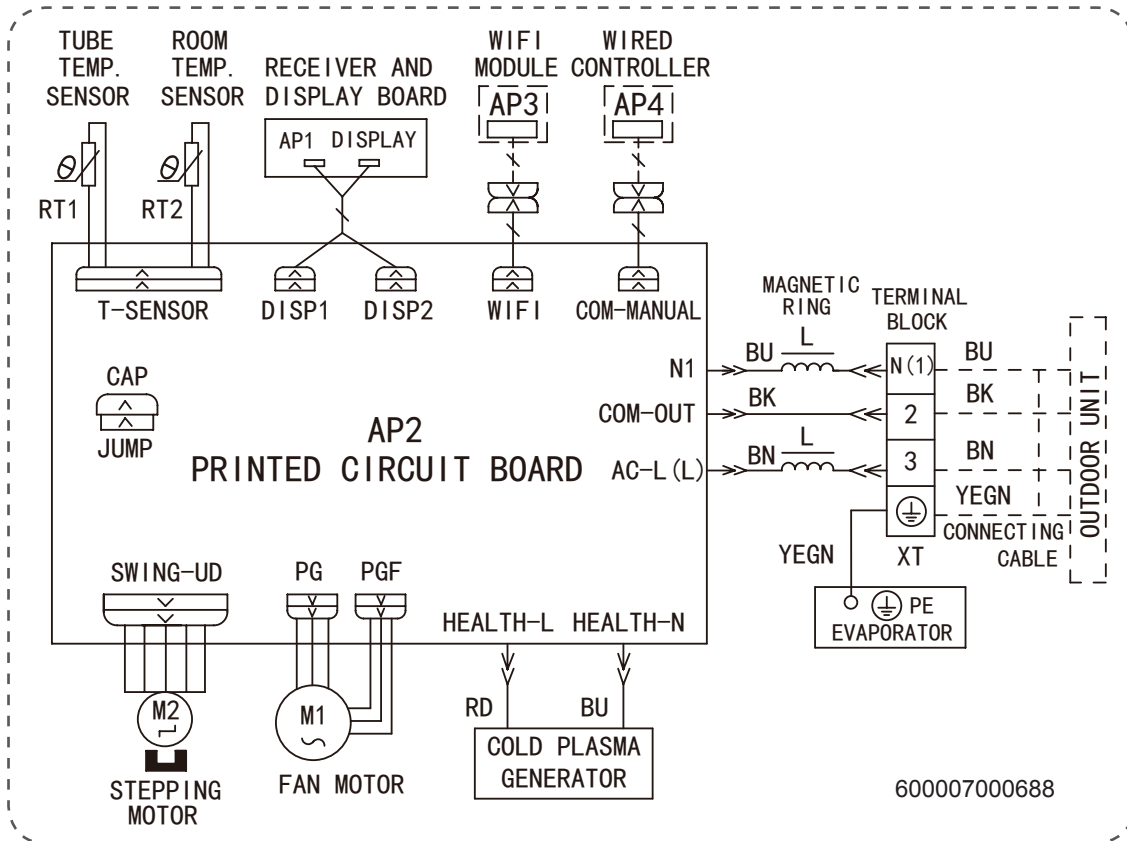 TUBE
TEMP.
SENSOR
ROOM
TEMP.
SENSOR
RECEIVER AND
DISPLAY BOARD
WIFI
MODULE
WIRED
CONTROLLER
AP1 DISPLAY
AP3
AP4
θ
RT1
θ
RT2
T-SENSOR
DISP1
DISP2
WIFI
COM-MANUAL
MAGNETIC
RING
TERMINAL
BLOCK
CAP
JUMP
AP2
PRINTED CIRCUIT BOARD
N1
BU
L
N(1)
BU
COM-OUT
BK
2
BK
AC-L(L)
BN
L
3
BN
YEGN
CONNECTING
CABLE
OUTDOOR UNIT
YEGN
XT
PE
EVAPORATOR
SWING-UD
PG
PGF
HEALTH-L
HEALTH-N
M2
STEPPING
MOTOR
M1
FAN MOTOR
RD
BU
COLD PLASMA
GENERATOR
600007000688